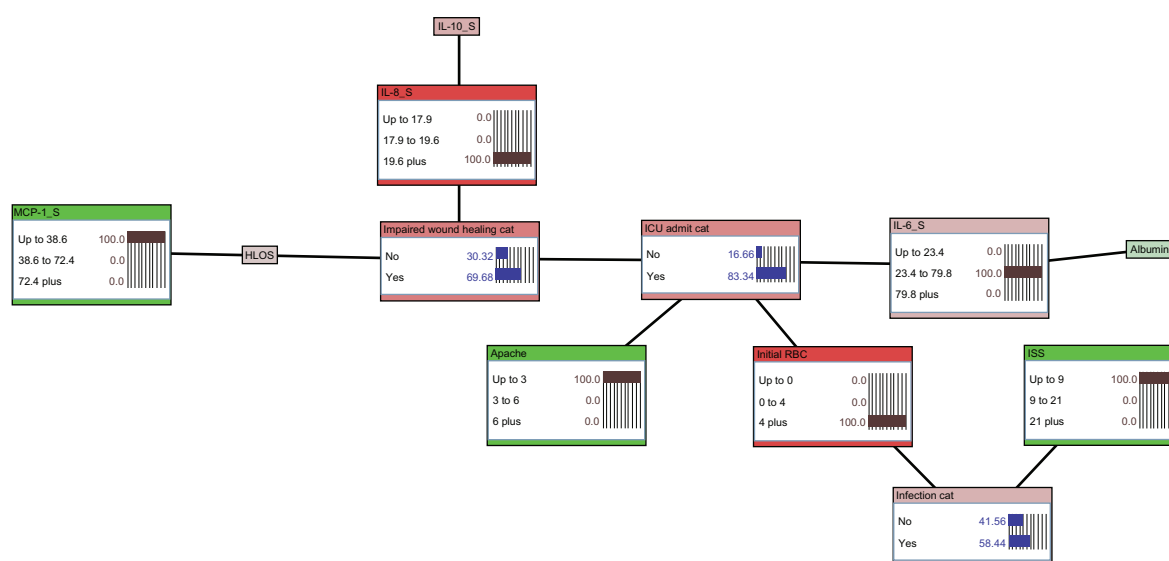 IL-10_S
IL-8_S
Up to 17.9 0.0
17.9 to 19.6 0.0
19.6 plus 100.0
MCP-1_S
Up to 38.6 100.0
38.6 to 72.4 0.0
72.4 plus 0.0
HLOS
Impaired wound healing cat
No 30.32
Yes 69.68
ICU admit cat
No 16.66
Yes 83.34
IL-6_S
Up to 23.4 0.0
23.4 to 79.8 100.0
79.8 plus 0.0
Albumin
Apache
Up to 3 100.0
3 to 6 0.0
6 plus 0.0
Initial RBC
Up to 0 0.0
0 to 4 0.0
4 plus 100.0
ISS
Up to 9 100.0
9 to 21 0.0
21 plus 0.0
Infection cat
No 41.56
Yes 58.44